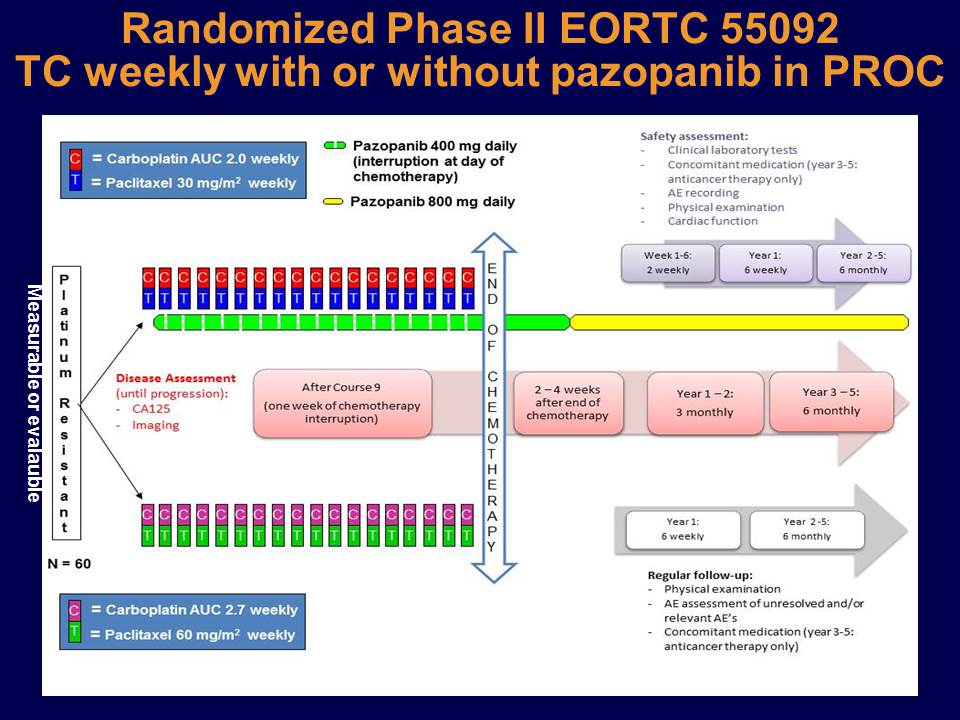 Randomized Phase II EORTC 55092
TC weekly with or without pazopanib in PROC
C = Carboplatin AUC 2.0 weekly
T = Paclitaxel 30 mg/m² weekly
Pazopanib 400 mg daily
(interruption at day of
chemotherapy)
Pazopanib 800 mg daily
Safety assessment:
- Clinical laboratory tests
- Concomitant medication (year 3-5:
anticancer therapy only)
- AE recording
- Physical examination
- Cardiac function
Week 1-6:
2 weekly
Year 1:
6 weekly
Year 2 -5:
6 monthly
Measurable or evalauble
Platinum Resistant
N = 60
C C C C C C C C C C C C C C C C C C
T T T T T T T T T T T T T T T T T T
END OF CHEMOTHERAPY
Disease Assessment
(until progression):
- CA125
- Imaging
After Course 9
(one week of chemotherapy
interruption)
2 – 4 weeks
after end of
chemotherapy
Year 1 – 2:
3 monthly
Year 3 – 5:
6 monthly
C C C C C C C C C C C C C C C C C C
T T T T T T T T T T T T T T T T T T
Year 1:
6 weekly
Year 2 -5:
6 monthly
Regular follow-up:
- Physical examination
- AE assessment of unresolved and/or
relevant AE's
- Concomitant medication (year 3-5:
anticancer therapy only)
C = Carboplatin AUC 2.7 weekly
T = Paclitaxel 60 mg/m² weekly